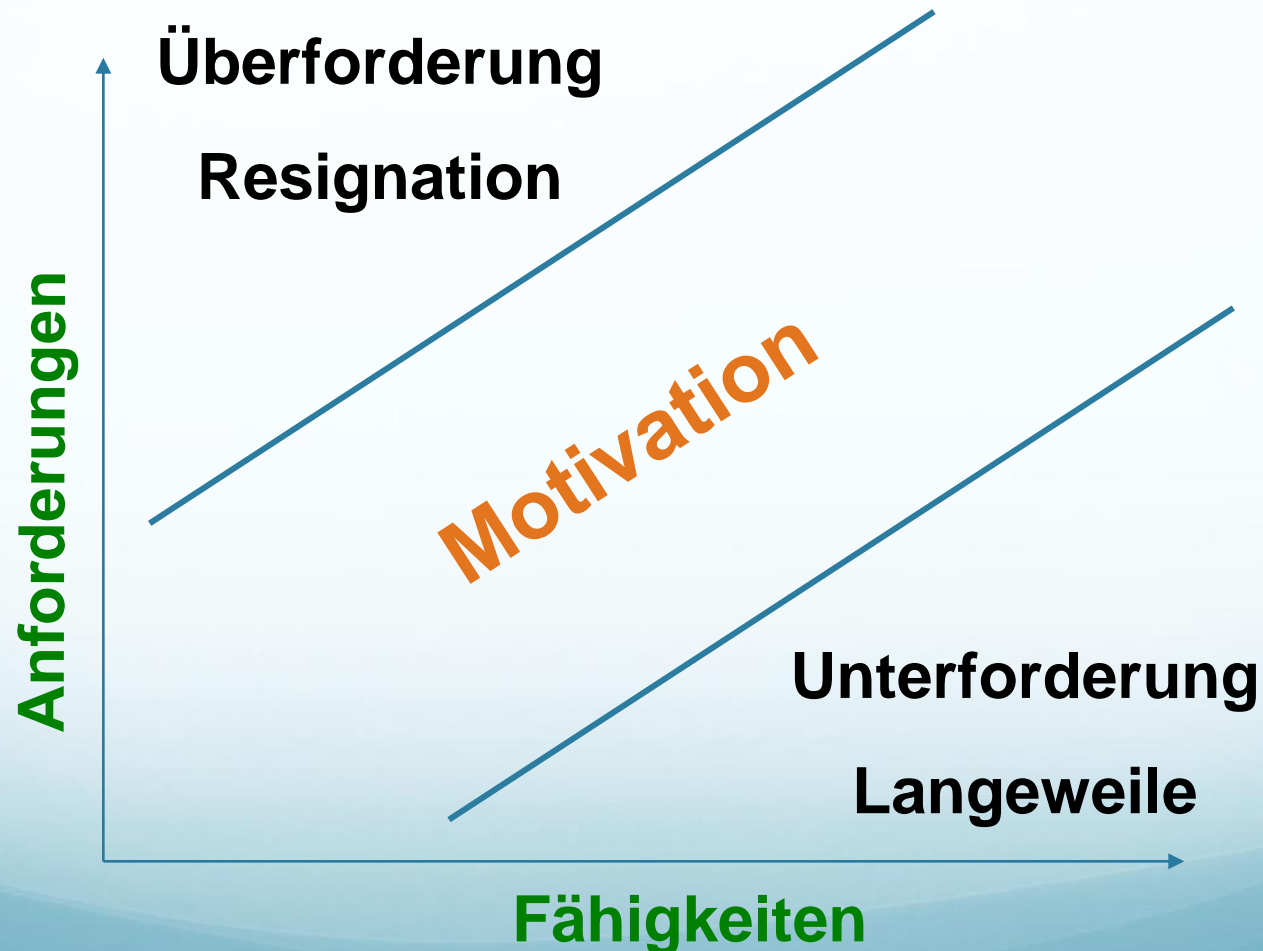 Überforderung
Resignation
Anforderungen
Motivation
Unterforderung
Langeweile
Fähigkeiten